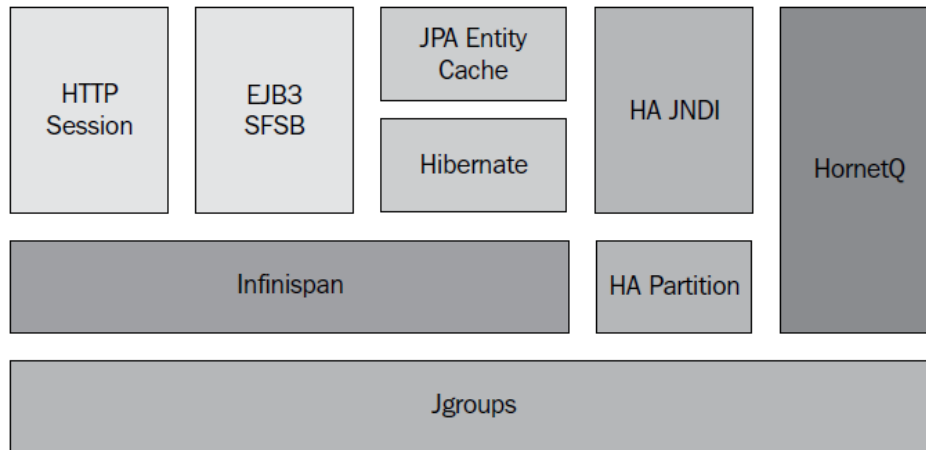 HTTP
Session
EJB3
SFSB
JPA Entity
Cache
Hibernate
HA JNDI
HornetQ
Infinispan
HA Partition
Jgroups